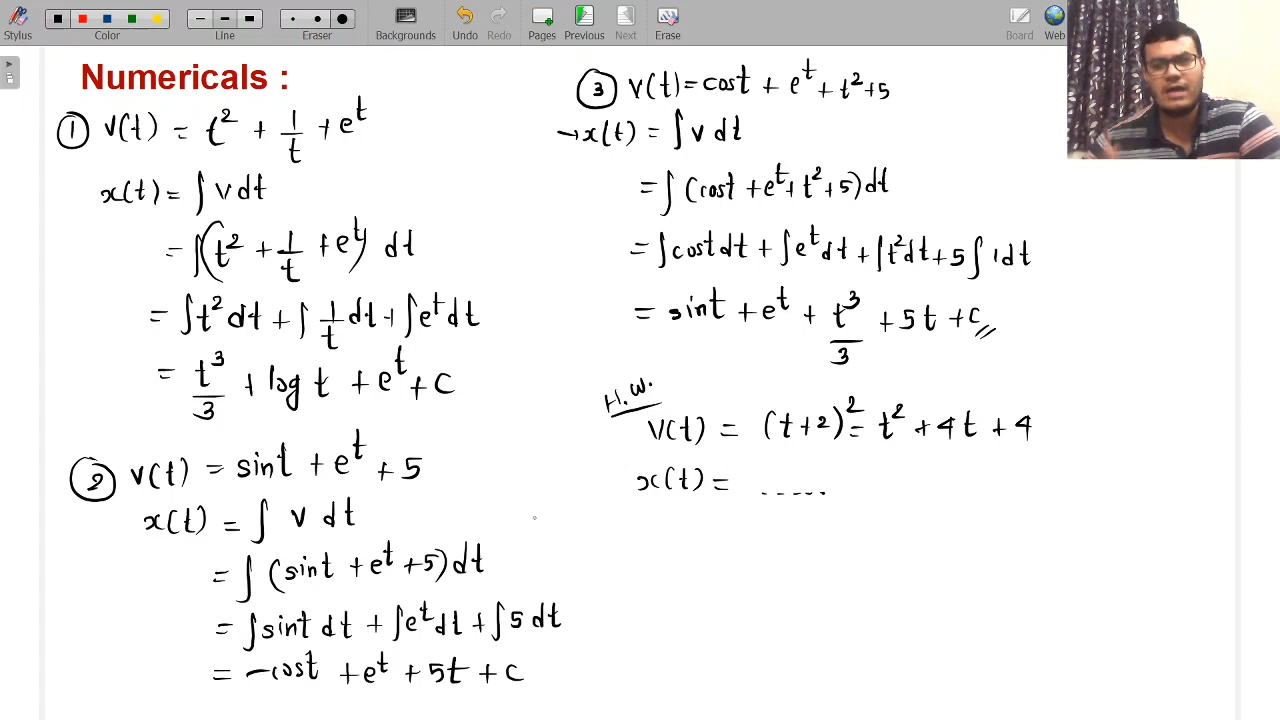 Stylus Color Line Eraser Backgrounds Undo Redo Pages Previous Next Erase Board Web
Numericals :
① v(t) = t² + 1/t + e^t
x(t) = ∫ v dt
= ∫(t² + 1/t + e^t) dt
= ∫t² dt + ∫ 1/t dt + ∫e^t dt
= t³/3 + log t + e^t + C
② v(t) = sint + e^t + 5
x(t) = ∫ v dt
= ∫ (sint + e^t + 5) dt
= ∫sint dt + ∫e^t dt + ∫5 dt
= -cost + e^t + 5t + C
③ v(t) = cost + e^t + t² + 5
→ x(t) = ∫ v dt
= ∫ (cost + e^t + t² + 5) dt
= ∫cost dt + ∫e^t dt + ∫t² dt + 5 ∫ 1 dt
= sint + e^t + t³/3 + 5t + C //
H.W.
V(t) = (t+2)² = t² + 4t + 4
x(t) = ......